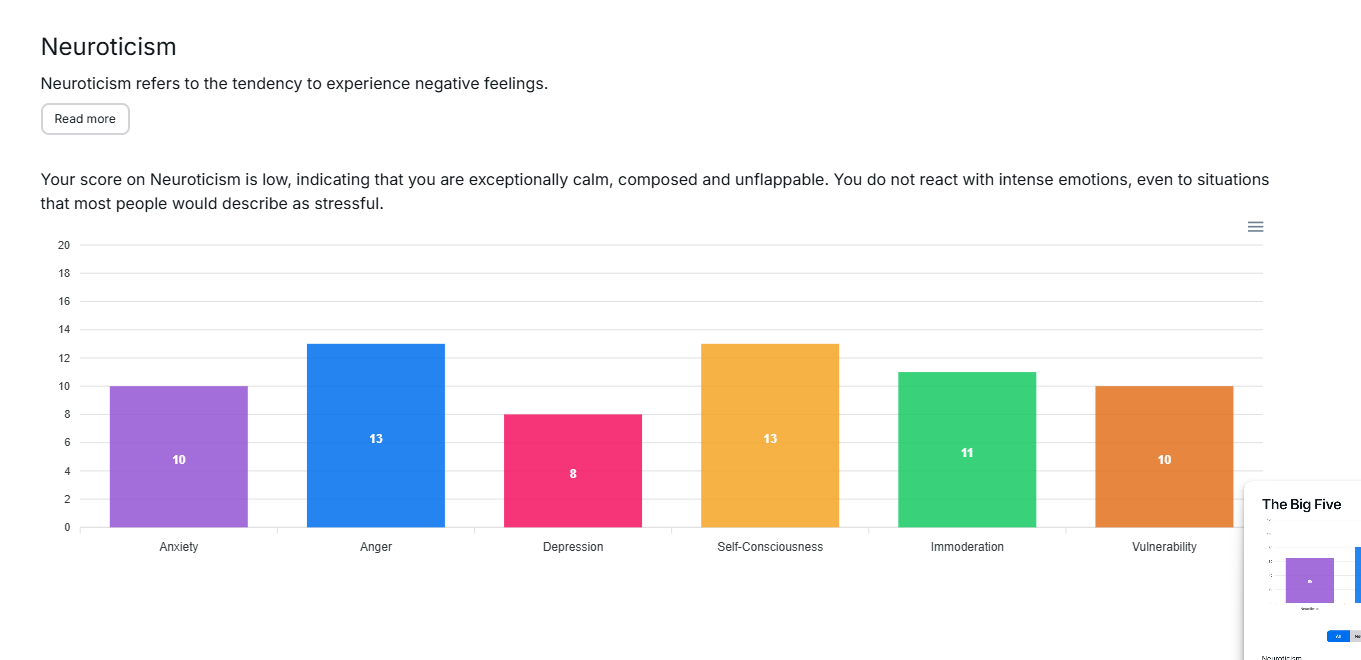 Neuroticism
Neuroticism refers to the tendency to experience negative feelings.
Read more
Your score on Neuroticism is low, indicating that you are exceptionally calm, composed and unflappable. You do not react with intense emotions, even to situations
that most people would describe as stressful.
20
18
16
14
12
10
8
6
4
2
0
10
13
8
13
11
10
Anxiety
Anger
Depression
Self-Consciousness
Immoderation
Vulnerability
The Big Five
Neuroticism